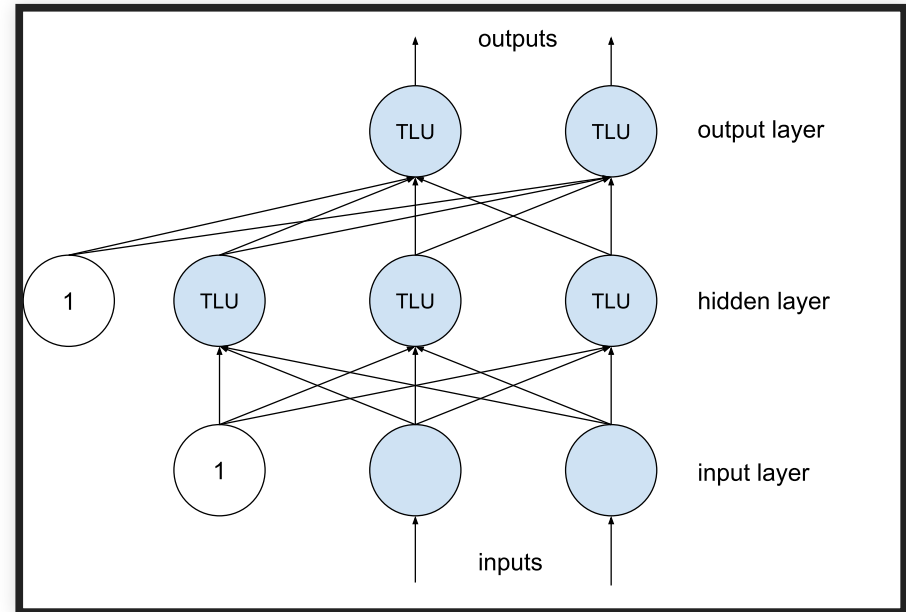 outputs
TLU TLU output layer
1 TLU TLU TLU hidden layer
1 input layer
inputs